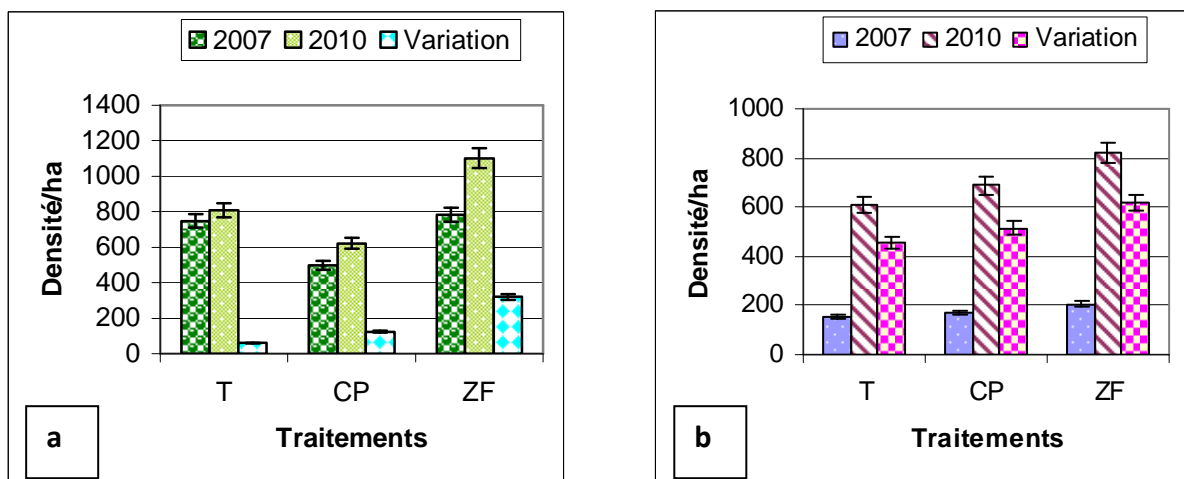 2007 2010 Variation
1400
1200
1000
800
600
400
200
0
Densité/ha
T CP ZF
Traitements
a
2007 2010 Variation
1000
800
600
400
200
0
Densité/ha
T CP ZF
Traitements
b